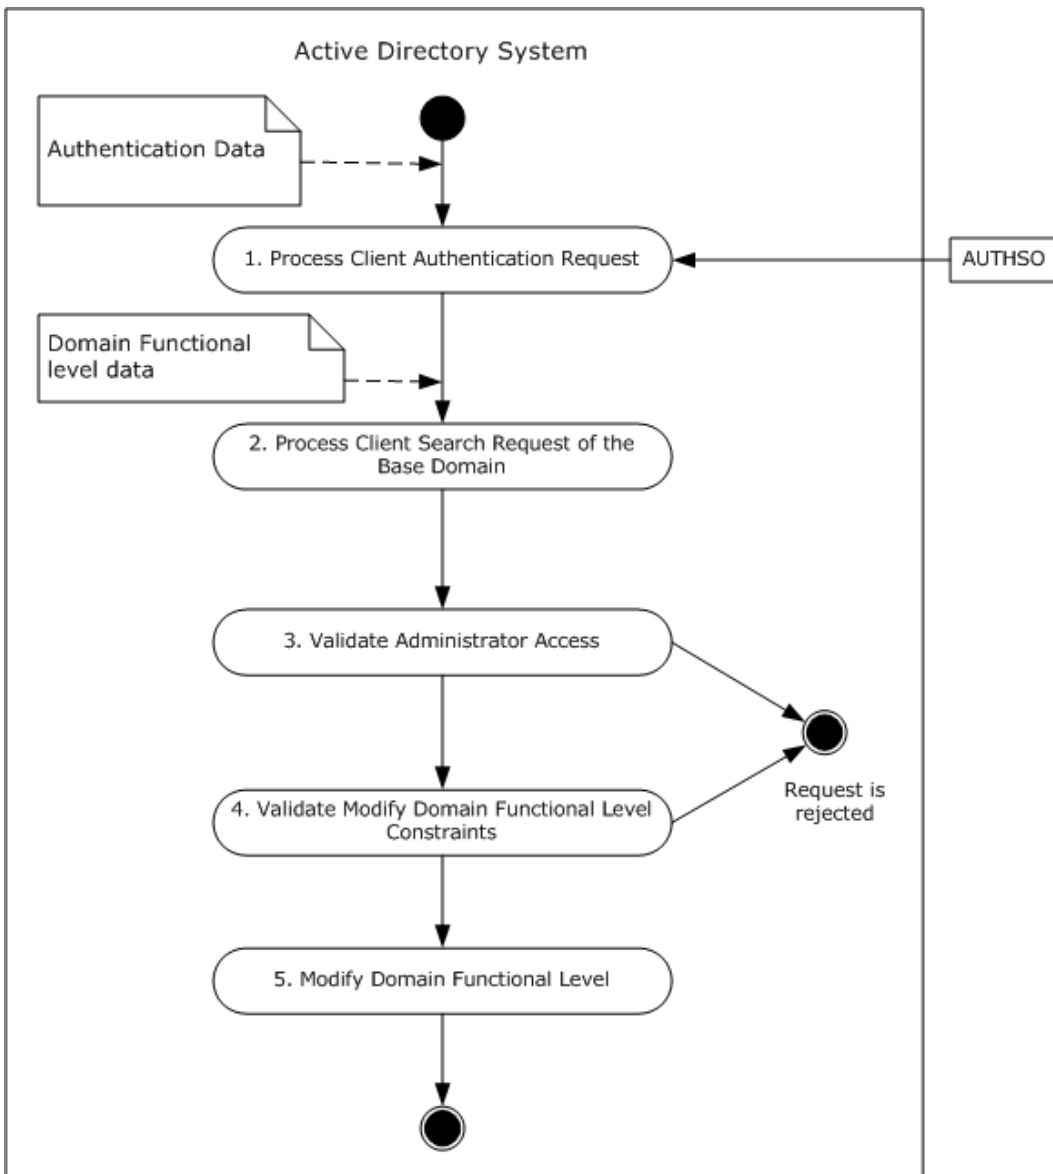 Active Directory System
Authentication Data
1. Process Client Authentication Request
AUTHSO
Domain Functional
level data
2. Process Client Search Request of the
Base Domain
3. Validate Administrator Access
Request is
rejected
4. Validate Modify Domain Functional Level
Constraints
5. Modify Domain Functional Level